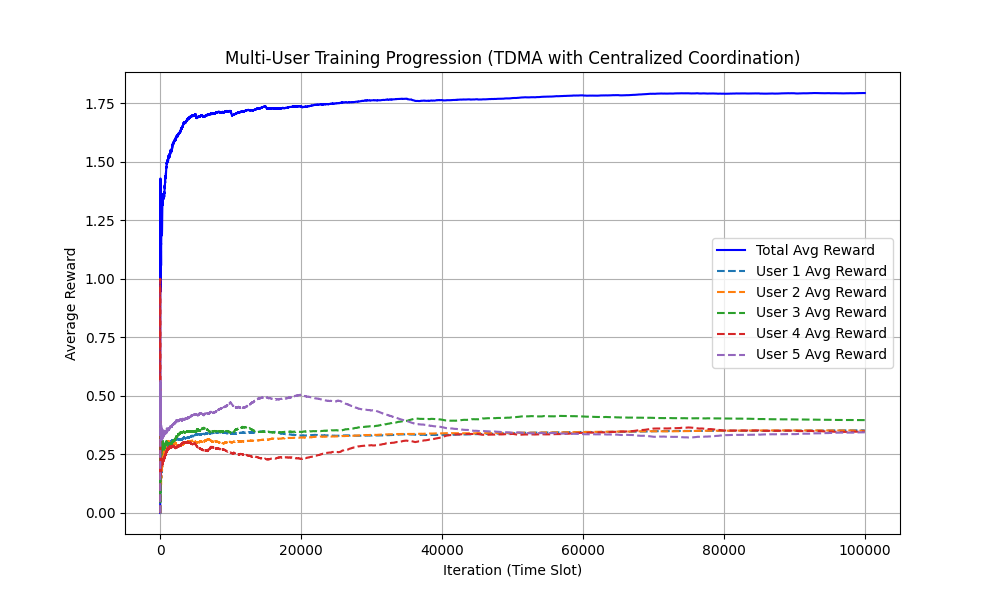 Multi-User Training Progression (TDMA with Centralized Coordination)
1.75
1.50
1.25
1.00
0.75
0.50
0.25
0.00
Average Reward
Total Avg Reward
User 1 Avg Reward
User 2 Avg Reward
User 3 Avg Reward
User 4 Avg Reward
User 5 Avg Reward
0 20000 40000 60000 80000 100000
Iteration (Time Slot)